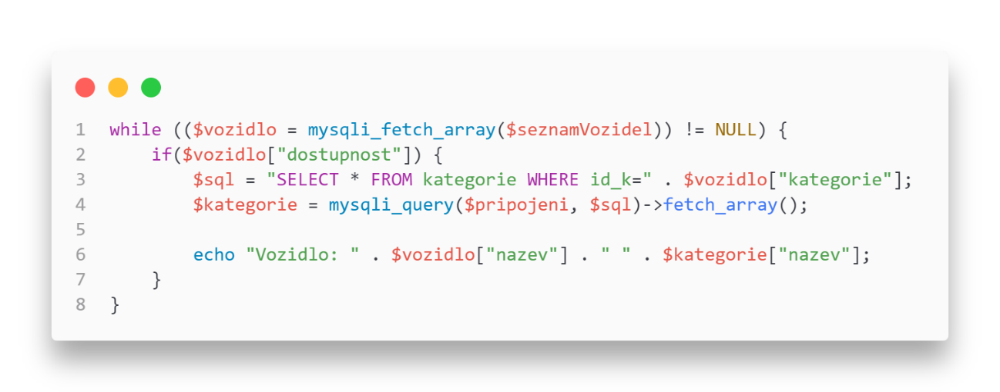 1 while (($vozidlo = mysqli_fetch_array($seznamVozidel)) != NULL) {
2     if($vozidlo["dostupnost"]) {
3         $sql = "SELECT * FROM kategorie WHERE id_k=" . $vozidlo["kategorie"];
4         $kategorie = mysqli_query($pripojeni, $sql)->fetch_array();
5
6         echo "Vozidlo: " . $vozidlo["nazev"] . " " . $kategorie["nazev"];
7     }
8 }